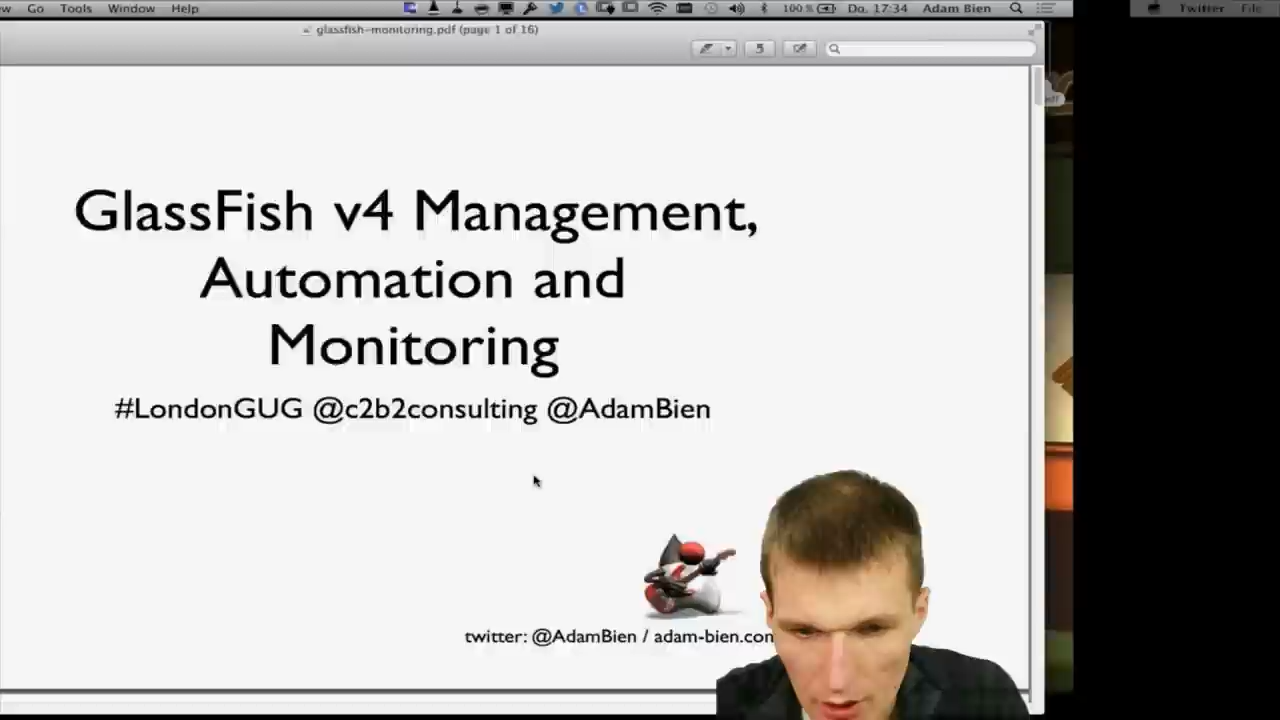 Go Tools Window Help 100% Do. 17:34 Adam Bien Twitter File
glassfish-monitoring.pdf (page 1 of 16)
GlassFish v4 Management,
Automation and
Monitoring
#LondonGUG @c2b2consulting @AdamBien
twitter: @AdamBien / adam-bien.com